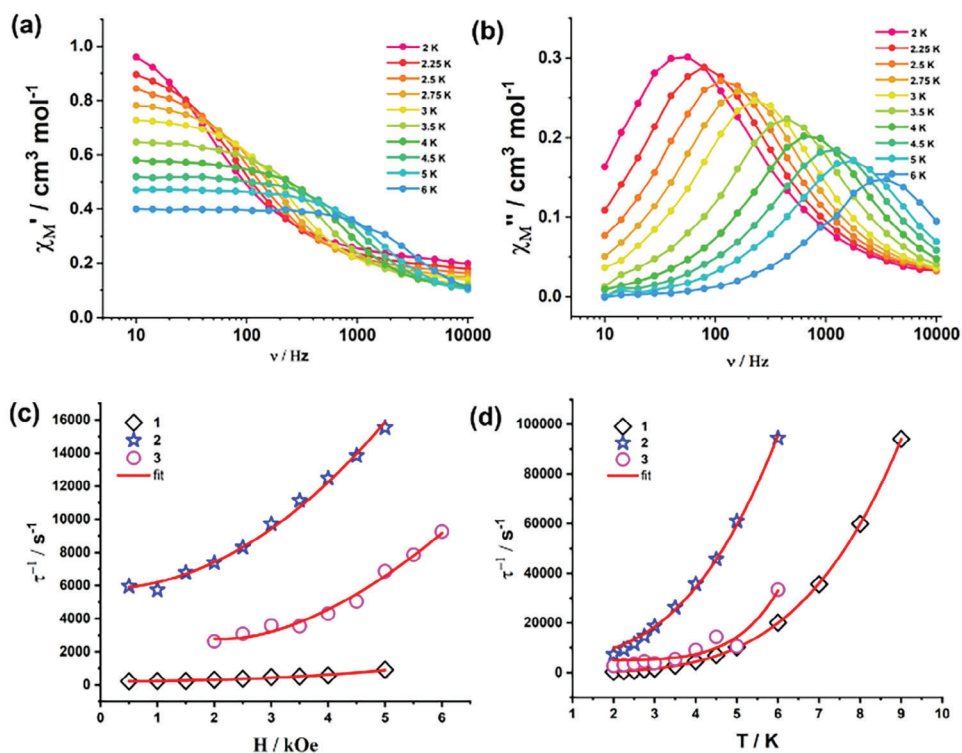 (a)
χM' / cm³ mol⁻¹
1.0
0.8
0.6
0.4
0.2
0.0
2 K
2.25 K
2.5 K
2.75 K
3 K
3.5 K
4 K
4.5 K
5 K
6 K
10 100 1000 10000
ν / Hz
(b)
χM'' / cm³ mol⁻¹
0.3
0.2
0.1
0.0
2 K
2.25 K
2.5 K
2.75 K
3 K
3.5 K
4 K
4.5 K
5 K
6 K
10 100 1000 10000
ν / Hz
(c)
τ⁻¹ / s⁻¹
16000
14000
12000
10000
8000
6000
4000
2000
0
1
2
3
fit
0 1 2 3 4 5 6
H / kOe
(d)
τ⁻¹ / s⁻¹
100000
80000
60000
40000
20000
0
1
2
3
fit
1 2 3 4 5 6 7 8 9 10
T / K